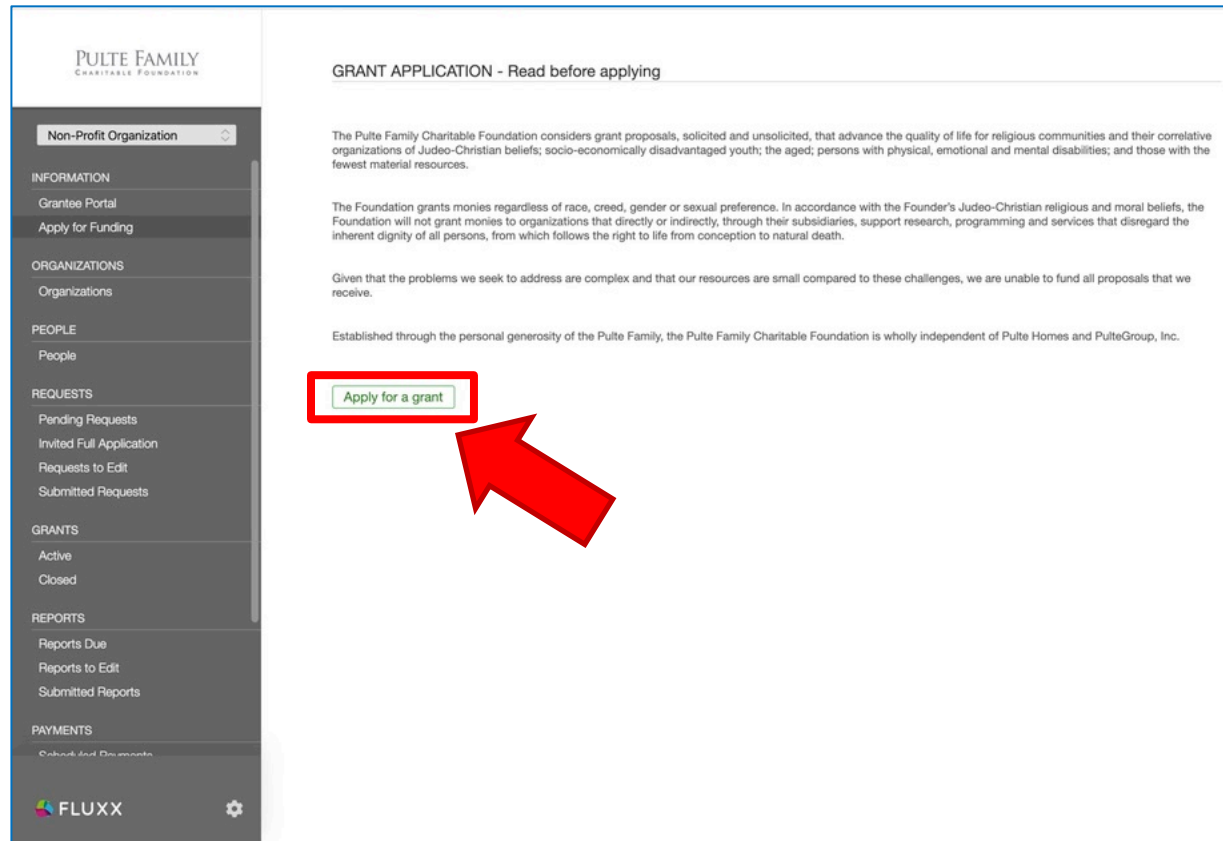 PULTE FAMILY
CHARITABLE FOUNDATION
Non-Profit Organization
INFORMATION
Grantee Portal
Apply for Funding
ORGANIZATIONS
Organizations
PEOPLE
People
REQUESTS
Pending Requests
Invited Full Application
Requests to Edit
Submitted Requests
GRANTS
Active
Closed
REPORTS
Reports Due
Reports to Edit
Submitted Reports
PAYMENTS
Scheduled Payments
FLUXX
GRANT APPLICATION - Read before applying
The Pulte Family Charitable Foundation considers grant proposals, solicited and unsolicited, that advance the quality of life for religious communities and their correlative
organizations of Judeo-Christian beliefs; socio-economically disadvantaged youth; the aged; persons with physical, emotional and mental disabilities; and those with the
fewest material resources.
The Foundation grants monies regardless of race, creed, gender or sexual preference. In accordance with the Founder's Judeo-Christian religious and moral beliefs, the
Foundation will not grant monies to organizations that directly or indirectly, through their subsidiaries, support research, programming and services that disregard the
inherent dignity of all persons, from which follows the right to life from conception to natural death.
Given that the problems we seek to address are complex and that our resources are small compared to these challenges, we are unable to fund all proposals that we
receive.
Established through the personal generosity of the Pulte Family, the Pulte Family Charitable Foundation is wholly independent of Pulte Homes and PulteGroup, Inc.
Apply for a grant